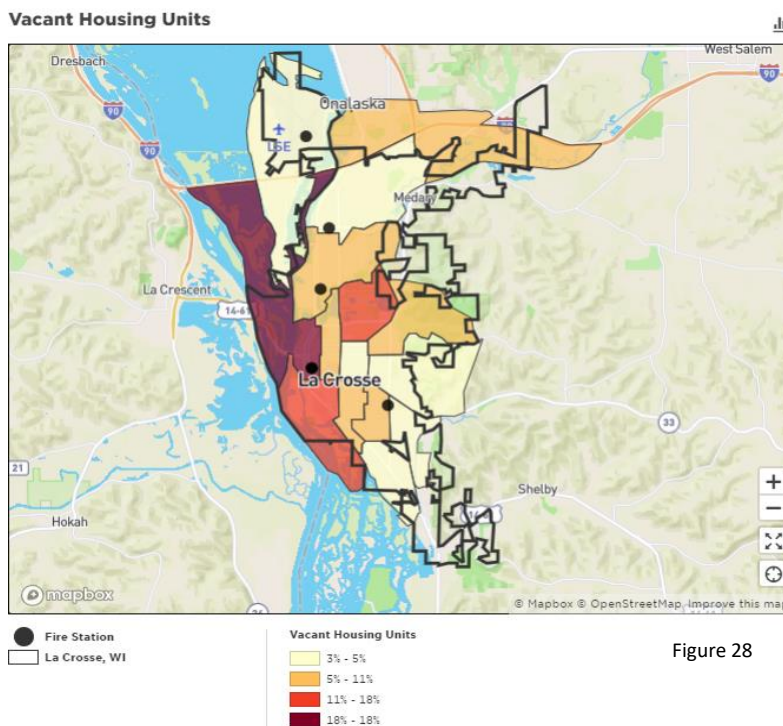 Vacant Housing Units
Dresbach
West Salem
90
Onalaska
90
90
LSE
Medary
La Crescent
14-61
La Crosse
33
21
Shelby
Hokah
mapbox
© Mapbox © OpenStreetMap Improve this map
Fire Station
La Crosse, WI
Vacant Housing Units
3% - 5%
5% - 11%
11% - 18%
18% - 18%
Figure 28